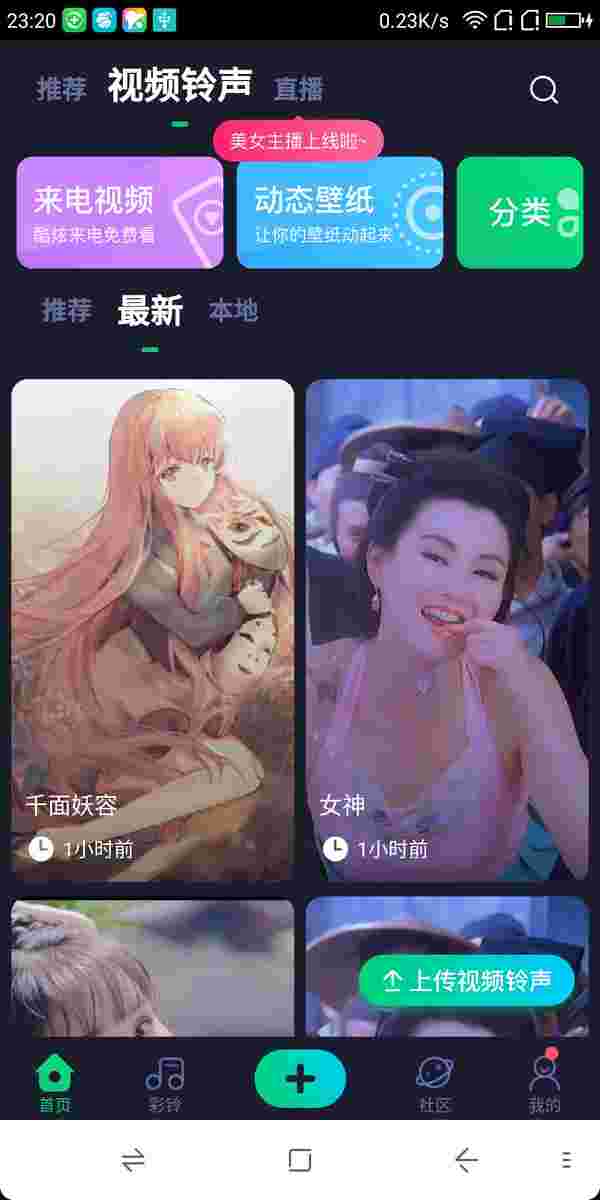 23:20
0.23K/s
推荐
视频铃声
直播
美女主播上线啦~
来电视频
酷炫来电免费看
动态壁纸
让你的壁纸动起来
分类
推荐
最新
本地
千面妖容
1小时前
女神
1小时前
上传视频铃声
首页
彩铃
社区
我的